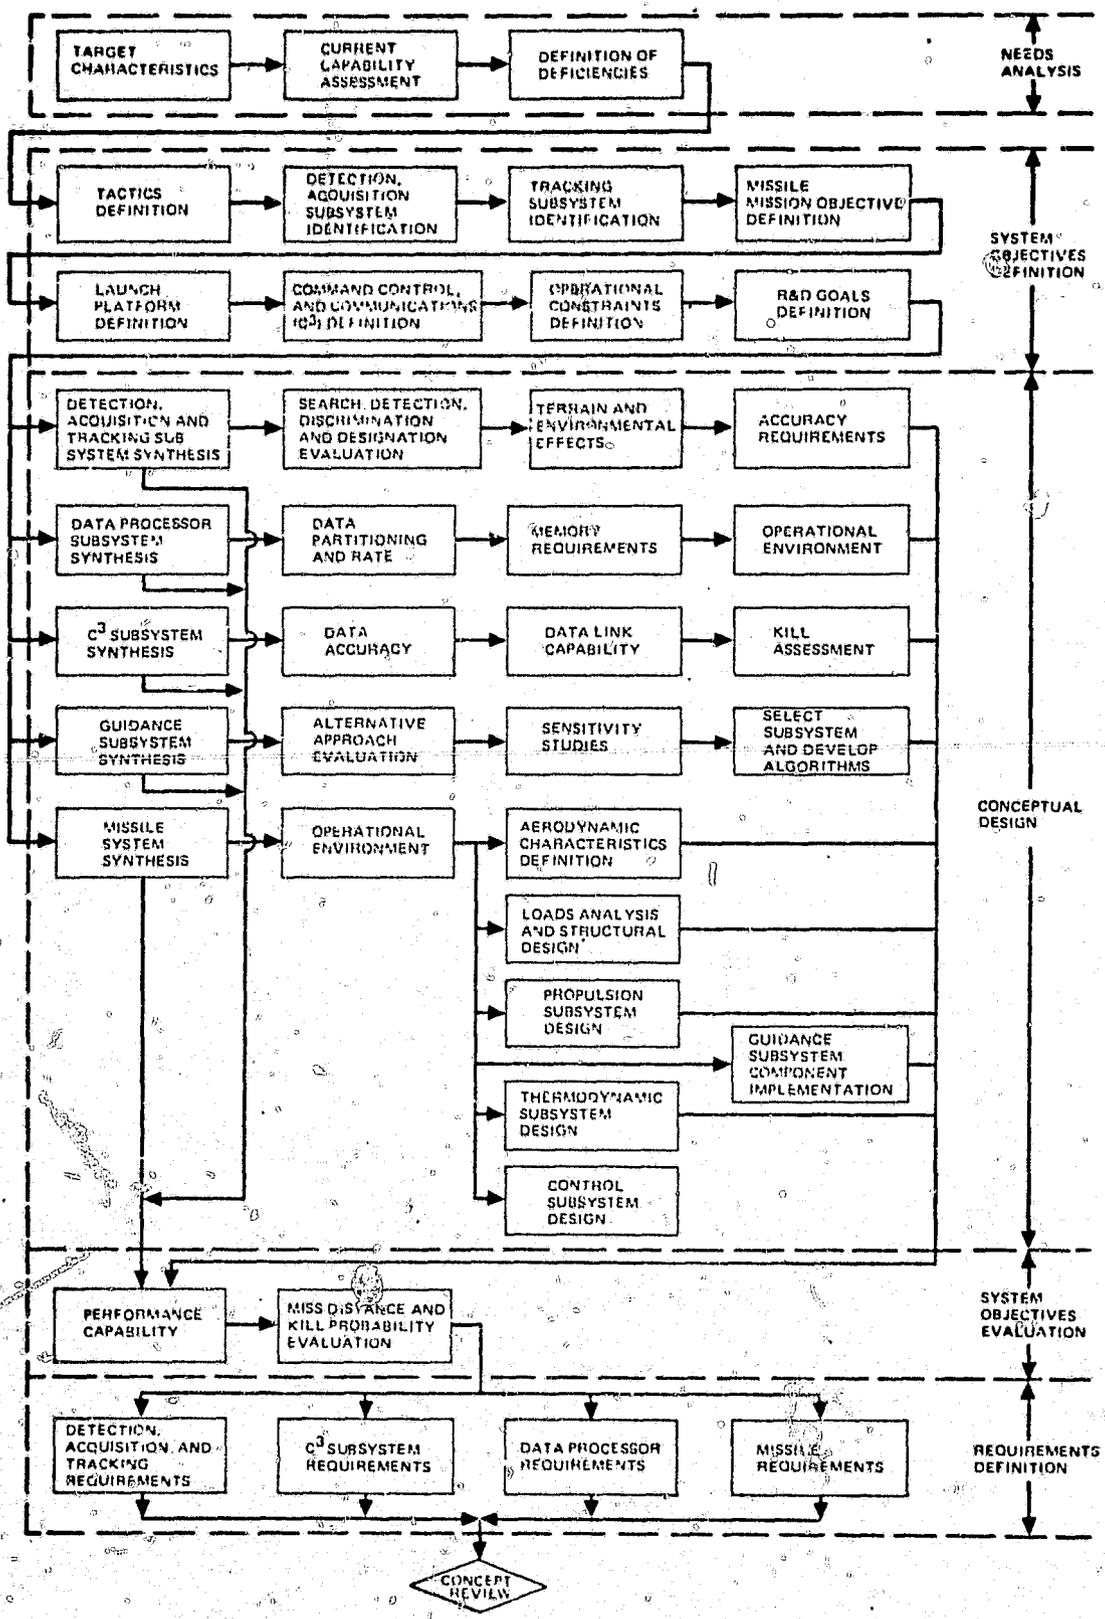 TARGET
CHARACTERISTICS
CURRENT
CAPABILITY
ASSESSMENT
DEFINITION OF
DEFICIENCIES
NEEDS
ANALYSIS
TACTICS
DEFINITION
DETECTION,
ACQUISITION
SUBSYSTEM
IDENTIFICATION
TRACKING
SUBSYSTEM
IDENTIFICATION
MISSILE
MISSION OBJECTIVE
DEFINITION
SYSTEM
OBJECTIVES
DEFINITION
LAUNCH
PLATFORM
DEFINITION
COMMAND CONTROL,
AND COMMUNICATIONS
(C³) DEFINITION
OPERATIONAL
CONSTRAINTS
DEFINITION
R&D GOALS
DEFINITION
DETECTION,
ACQUISITION AND
TRACKING SUB
SYSTEM SYNTHESIS
SEARCH, DETECTION,
DISCRIMINATION
AND DESIGNATION
EVALUATION
TERRAIN AND
ENVIRONMENTAL
EFFECTS
ACCURACY
REQUIREMENTS
DATA PROCESSOR
SUBSYSTEM
SYNTHESIS
DATA
PARTITIONING
AND RATE
MEMORY
REQUIREMENTS
OPERATIONAL
ENVIRONMENT
C³ SUBSYSTEM
SYNTHESIS
DATA
ACCURACY
DATA LINK
CAPABILITY
KILL
ASSESSMENT
GUIDANCE
SUBSYSTEM
SYNTHESIS
ALTERNATIVE
APPROACH
EVALUATION
SENSITIVITY
STUDIES
SELECT
SUBSYSTEM
AND DEVELOP
ALGORITHMS
CONCEPTUAL
DESIGN
MISSILE
SYSTEM
SYNTHESIS
OPERATIONAL
ENVIRONMENT
AERODYNAMIC
CHARACTERISTICS
DEFINITION
LOADS ANALYSIS
AND STRUCTURAL
DESIGN
PROPULSION
SUBSYSTEM
DESIGN
GUIDANCE
SUBSYSTEM
COMPONENT
IMPLEMENTATION
THERMODYNAMIC
SUBSYSTEM
DESIGN
CONTROL
SUBSYSTEM
DESIGN
PERFORMANCE
CAPABILITY
MISS DISTANCE AND
KILL PROBABILITY
EVALUATION
SYSTEM
OBJECTIVES
EVALUATION
DETECTION,
ACQUISITION, AND
TRACKING
REQUIREMENTS
C³ SUBSYSTEM
REQUIREMENTS
DATA PROCESSOR
REQUIREMENTS
MISSILE
REQUIREMENTS
REQUIREMENTS
DEFINITION
CONCEPT
REVIEW